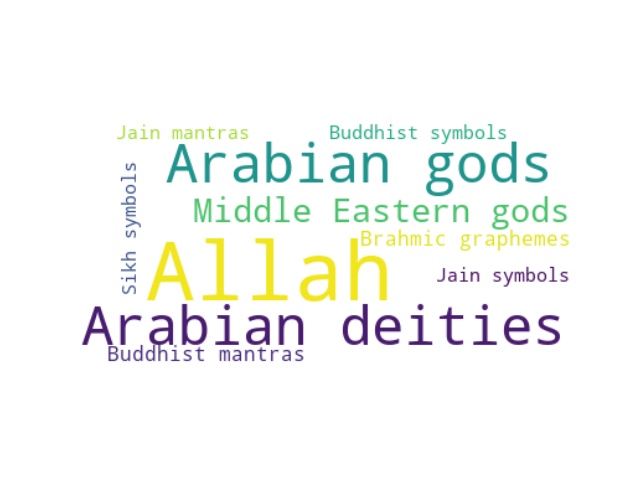 Jain mantras
Buddhist symbols
Arabian gods
Sikh symbols
Middle Eastern gods
Brahmic graphemes
Allah
Jain symbols
Arabian deities
Buddhist mantras